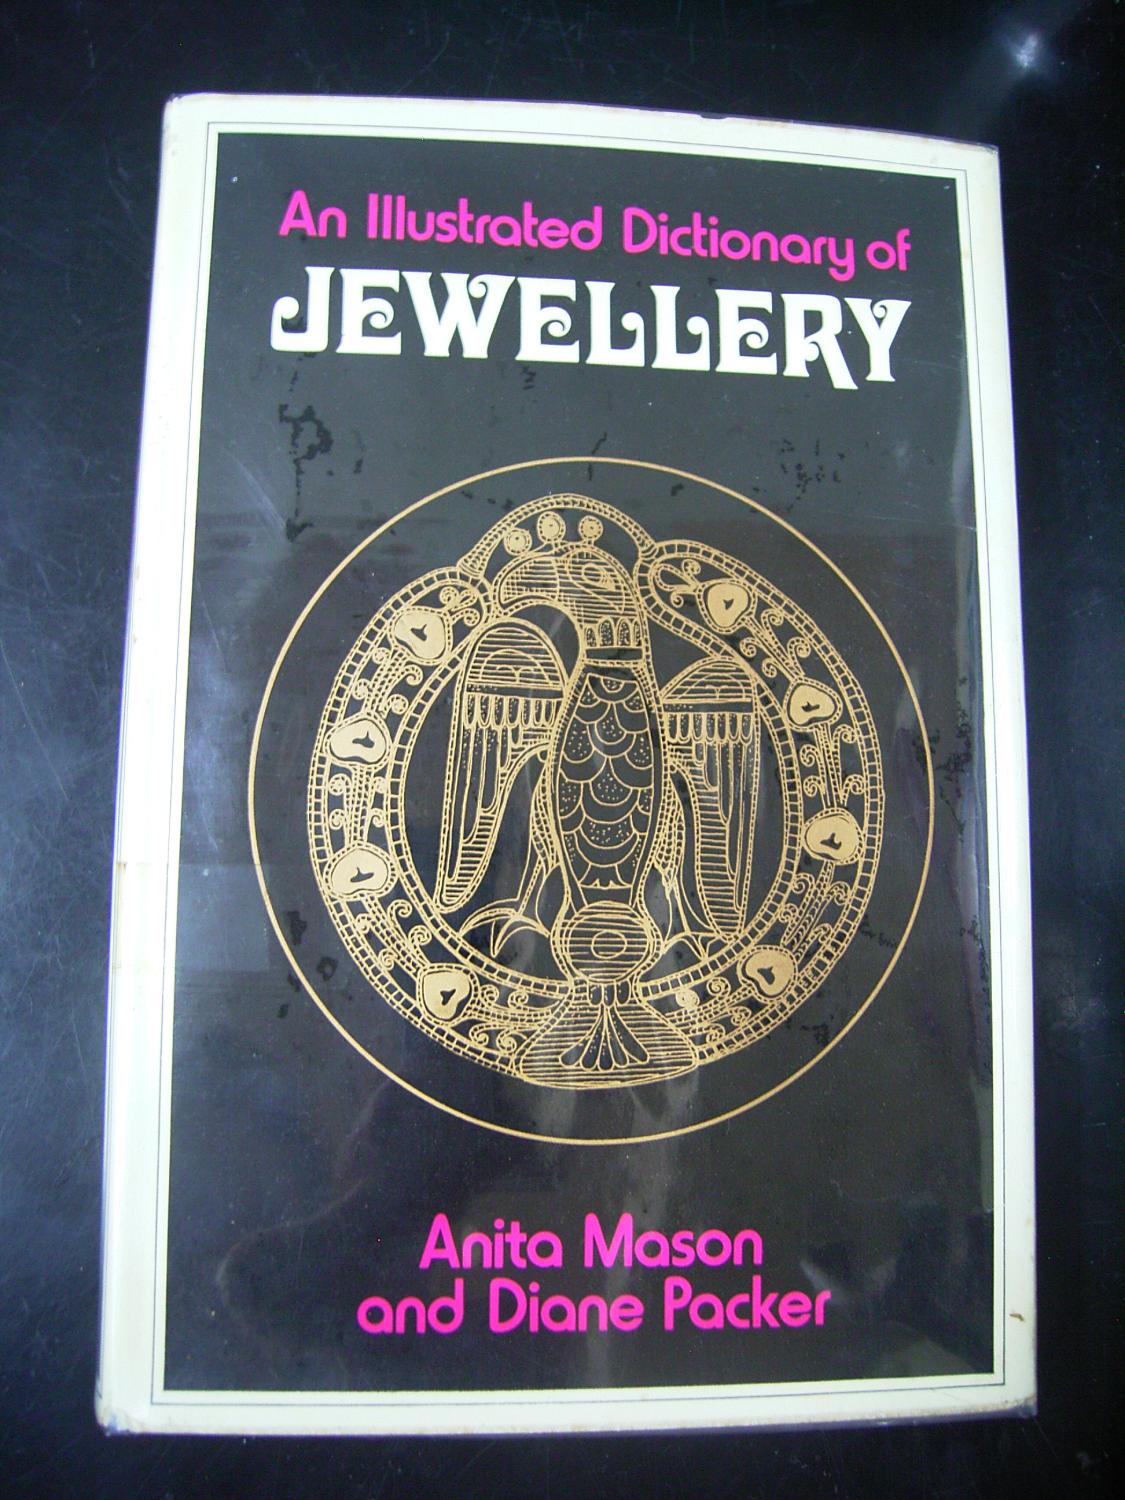 An Illustrated Dictionary of
JEWELLERY
Anita Mason
and Diane Packer